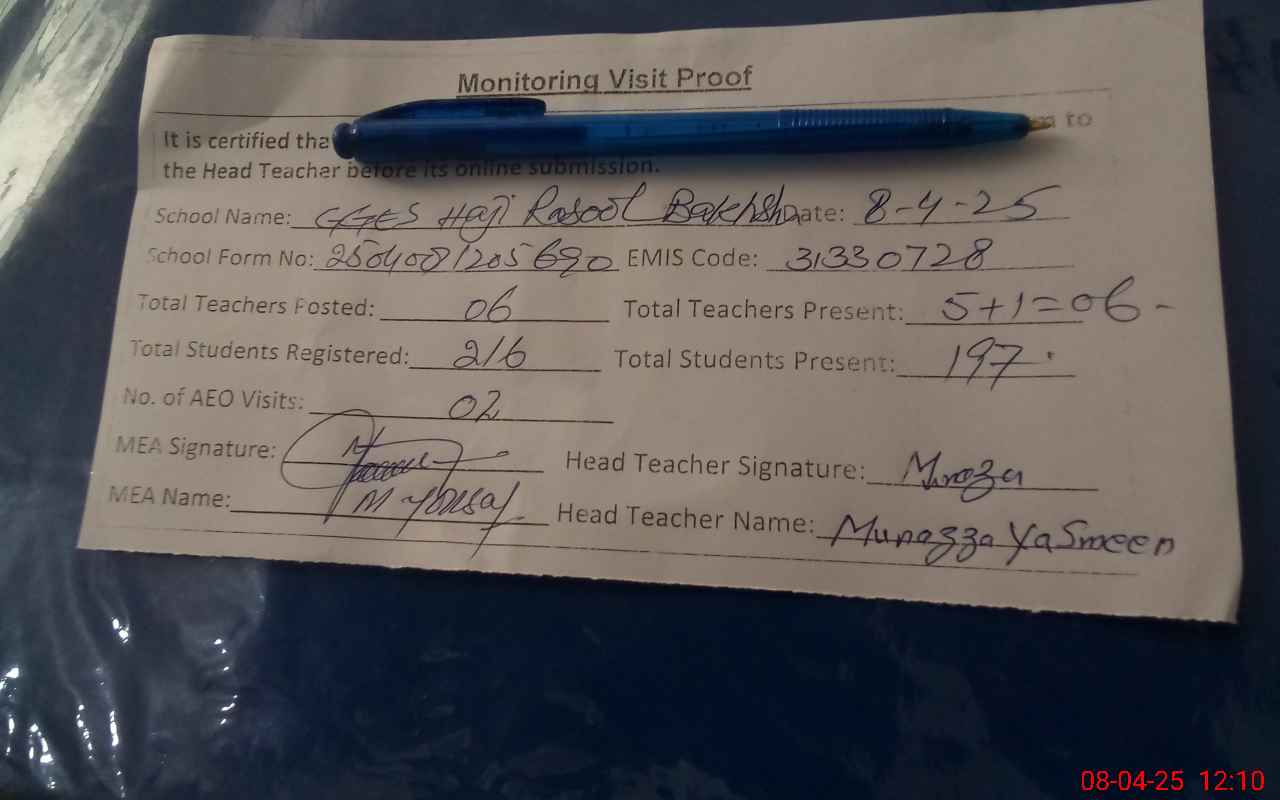 Monitoring Visit Proof
It is certified tha to
the Head Teacher before its online submission.
School Name: GGES Haji Rasool Bakhsh Date: 8-4-25
School Form No: 2504081205690 EMIS Code: 31330728
Total Teachers Posted: 06 Total Teachers Present: 5+1=06-
Total Students Registered: 216 Total Students Present: 197
No. of AEO Visits: 02
MEA Signature: Head Teacher Signature: Munaza
MEA Name: M Yousaf Head Teacher Name: Munazza Yasmeen
08-04-25 12:10